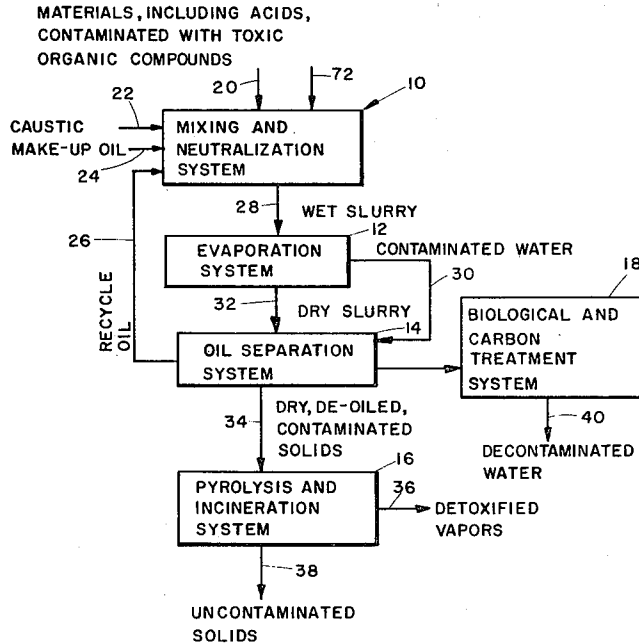 MATERIALS, INCLUDING ACIDS,
CONTAMINATED WITH TOXIC
ORGANIC COMPOUNDS
20
72
10
22
CAUSTIC
MAKE-UP OIL
24
MIXING AND
NEUTRALIZATION
SYSTEM
28
WET SLURRY
26
RECYCLE
OIL
12
EVAPORATION
SYSTEM
CONTAMINATED WATER
30
32
DRY SLURRY
14
OIL SEPARATION
SYSTEM
18
BIOLOGICAL AND
CARBON
TREATMENT
SYSTEM
40
DECONTAMINATED
WATER
34
DRY, DE-OILED,
CONTAMINATED
SOLIDS
16
PYROLYSIS AND
INCINERATION
SYSTEM
36
DETOXIFIED
VAPORS
38
UNCONTAMINATED
SOLIDS